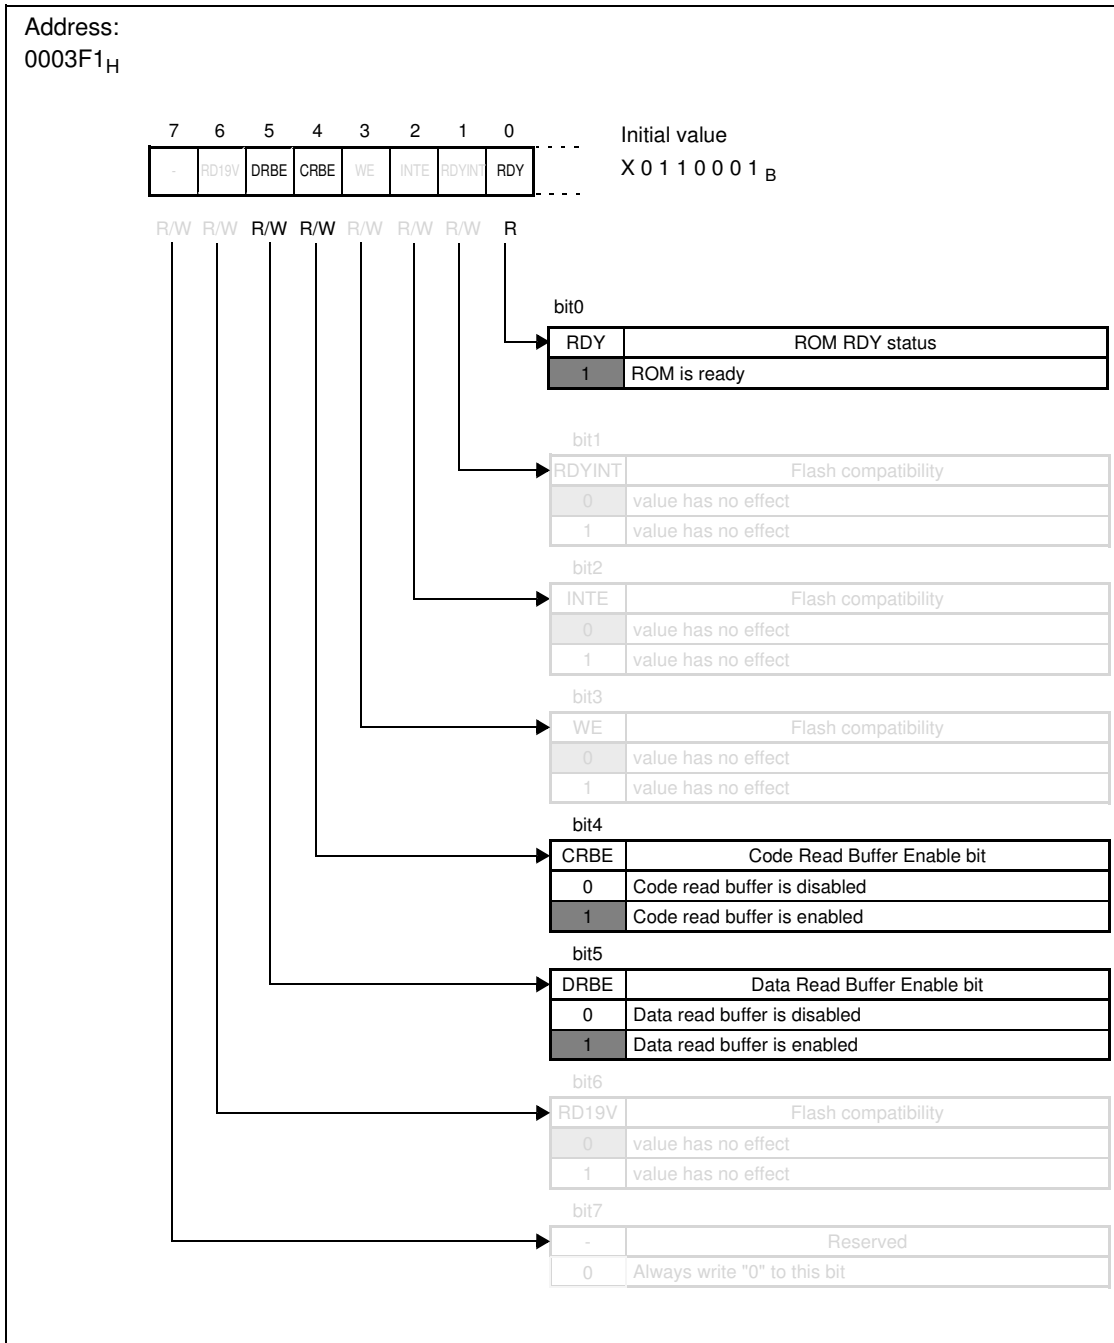 Address:
0003F1H
7 6 5 4 3 2 1 0
Initial value
- RD19V DRBE CRBE WE INTE RDYINT RDY
X 0 1 1 0 0 0 1 B
R/W R/W R/W R/W R/W R/W R/W R
bit0
RDY ROM RDY status
1 ROM is ready
bit1
RDYINT Flash compatibility
0 value has no effect
1 value has no effect
bit2
INTE Flash compatibility
0 value has no effect
1 value has no effect
bit3
WE Flash compatibility
0 value has no effect
1 value has no effect
bit4
CRBE Code Read Buffer Enable bit
0 Code read buffer is disabled
1 Code read buffer is enabled
bit5
DRBE Data Read Buffer Enable bit
0 Data read buffer is disabled
1 Data read buffer is enabled
bit6
RD19V Flash compatibility
0 value has no effect
1 value has no effect
bit7
- Reserved
0 Always write "0" to this bit